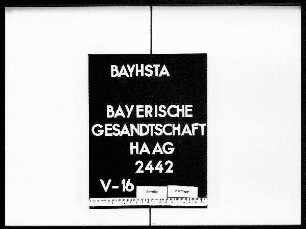 BAYHSTA
BAYERISCHE
GESANDTSCHAFT
HAAG
2442
V-16